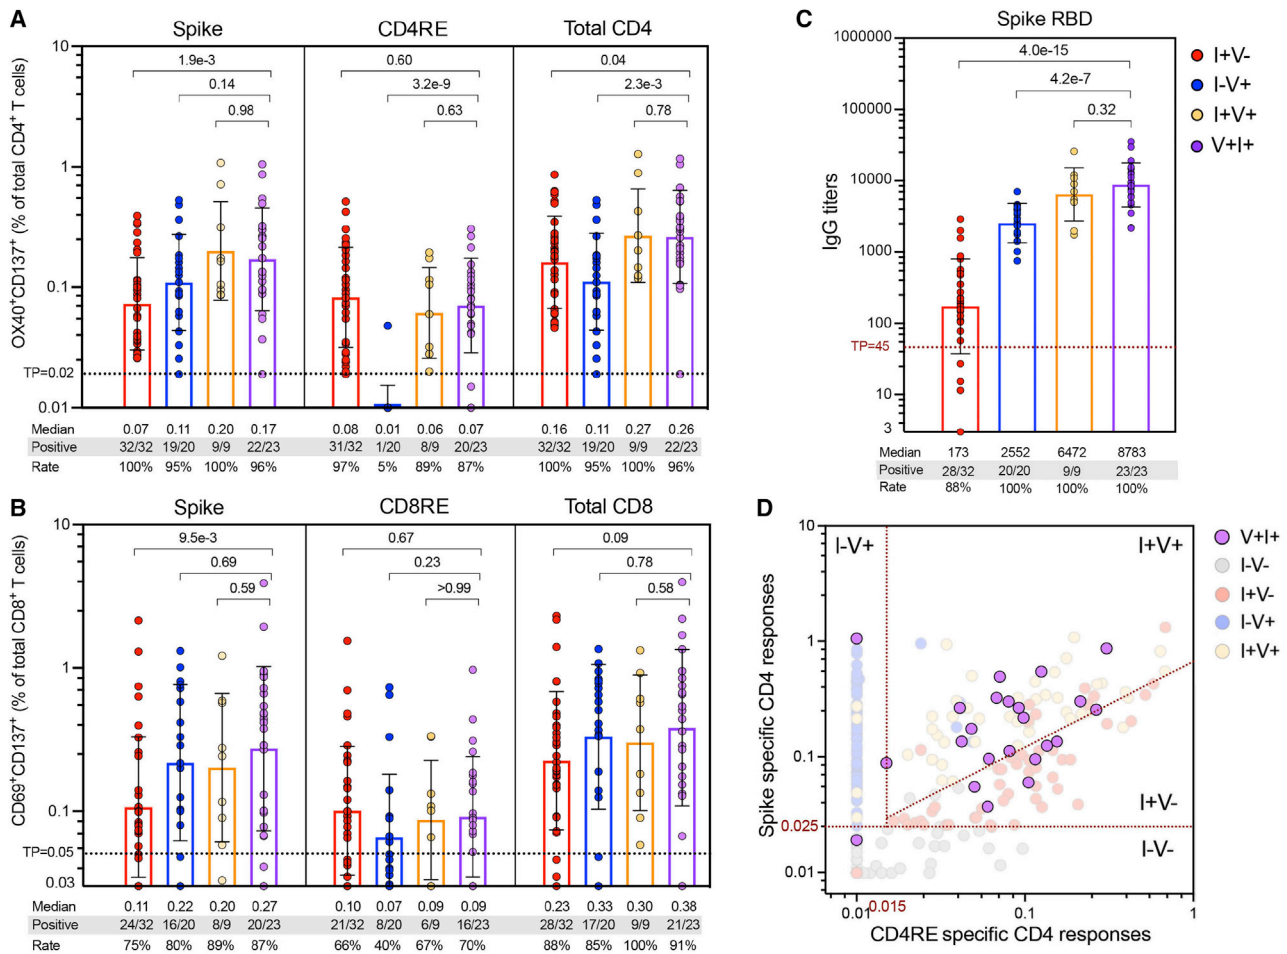 A
Spike
CD4RE
Total CD4
OX40+CD137+ (% of total CD4+ T cells)
10
1
0.1
TP=0.02
0.01
1.9e-3
0.14
0.98
0.60
3.2e-9
0.63
0.04
2.3e-3
0.78
Median 0.07 0.11 0.20 0.17 0.08 0.01 0.06 0.07 0.16 0.11 0.27 0.26
Positive 32/32 19/20 9/9 22/23 31/32 1/20 8/9 20/23 32/32 19/20 9/9 22/23
Rate 100% 95% 100% 96% 97% 5% 89% 87% 100% 95% 100% 96%
B
Spike
CD8RE
Total CD8
CD69+CD137+ (% of total CD8+ T cells)
10
1
0.1
TP=0.05
0.03
9.5e-3
0.69
0.59
0.67
0.23
>0.99
0.09
0.78
0.58
Median 0.11 0.22 0.20 0.27 0.10 0.07 0.09 0.09 0.23 0.33 0.30 0.38
Positive 24/32 16/20 8/9 20/23 21/32 8/20 6/9 16/23 28/32 17/20 9/9 21/23
Rate 75% 80% 89% 87% 66% 40% 67% 70% 88% 85% 100% 91%
C
Spike RBD
IgG titers
1000000
100000
10000
1000
100
TP=45
10
3
4.0e-15
4.2e-7
0.32
I+V-
I-V+
I+V+
V+I+
Median 173 2552 6472 8783
Positive 28/32 20/20 9/9 23/23
Rate 88% 100% 100% 100%
D
Spike specific CD4 responses
10
1
0.1
0.025
0.01
I-V+
I+V+
I+V-
I-V-
0.01
0.015
0.1
1
CD4RE specific CD4 responses
V+I+
I-V-
I+V-
I-V+
I+V+